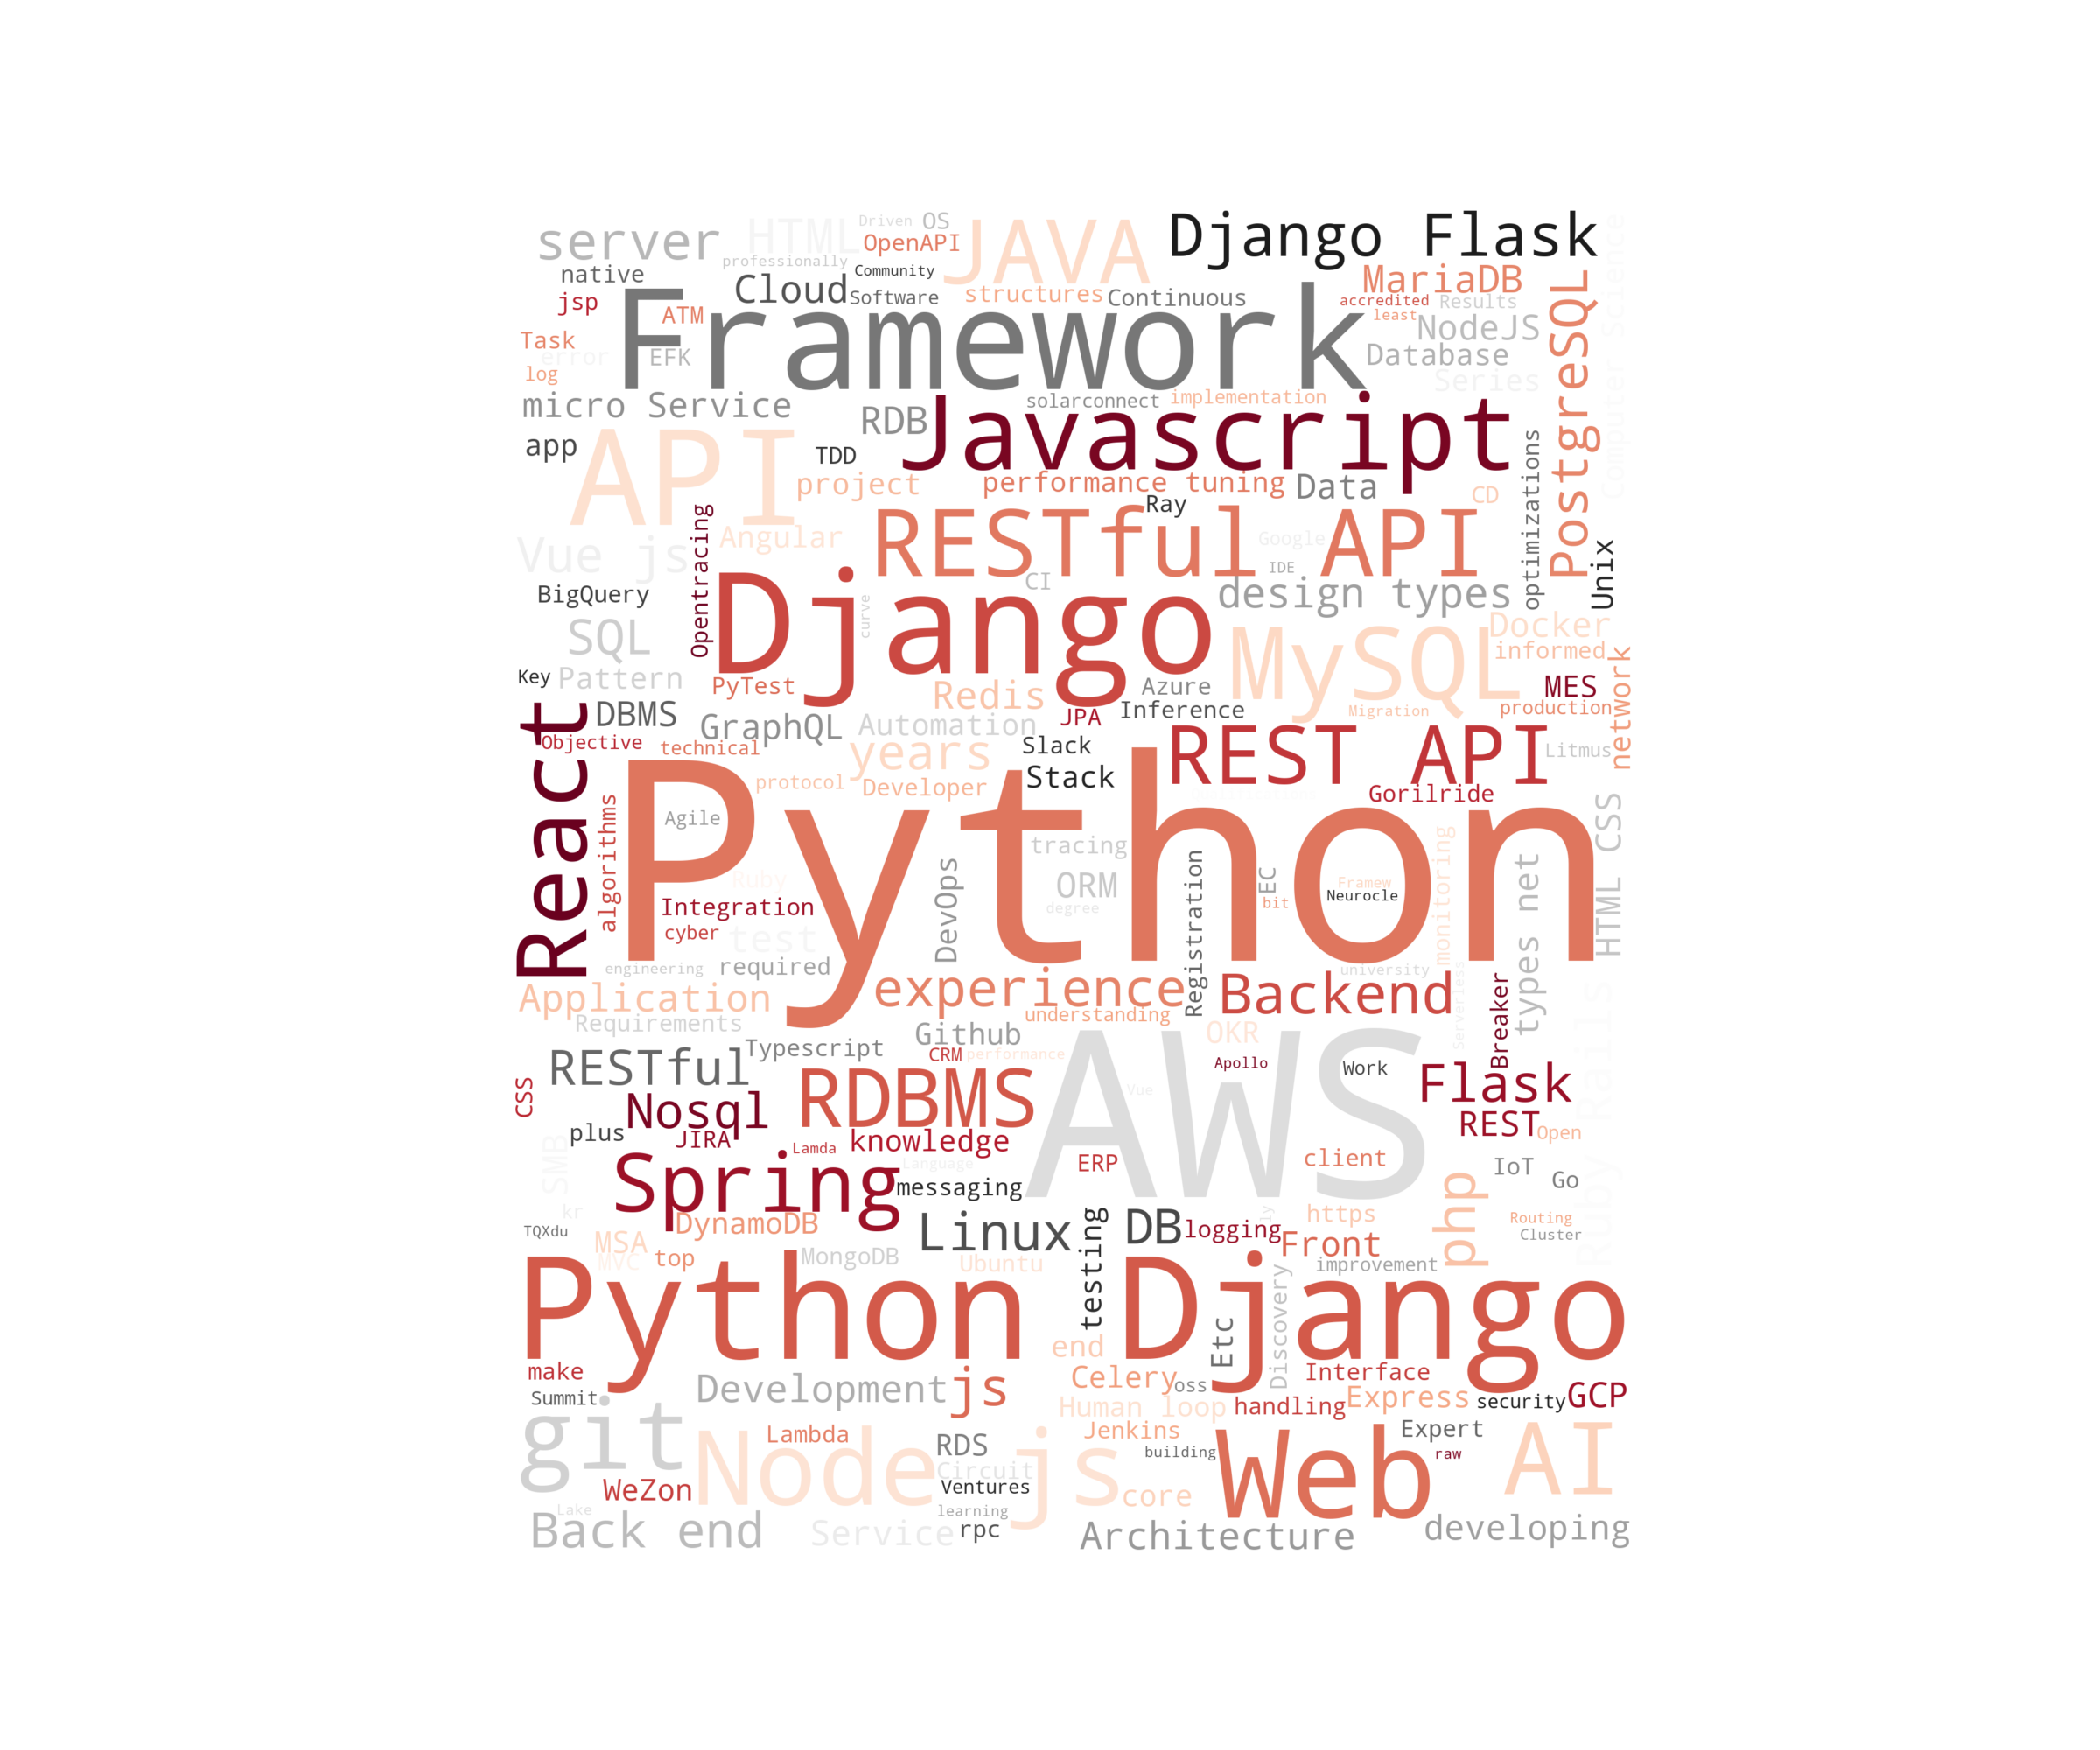 server
HTML
Driven
OS
JAVA
Django Flask
OpenAPI
professionally
native
Community
Cloud
Software
structures
Continuous
MariaDB
accredited
Results
least
jsp
ATM
Framework
NodeJS
PostgreSQL
Computer Science
Task
error
EFK
Database
log
Series
micro Service
RDB
solarconnect
implementation
Javascript
app
API
TDD
project
performance tuning
Data
CD
optimizations
Ray
Opentracing
Angular
RESTful API
Google
Vue js
CI
IDE
Unix
BigQuery
Django
curve
design types
SQL
MySQL
Docker
informed
network
Key
Pattern
PyTest
Redis
Azure
MES
React
DBMS
GraphQL
Automation
JPA
Inference
Migration
production
Objective
technical
years
Slack
REST API
Litmus
protocol
Developer
Stack
Gorilride
Python
algorithms
Agile
tracing
monitoring
HTML CSS
Ruby
DevOps
ORM
Registration
EC
Framew
Neurocle
types net
Integration
degree
bit
cyber
test
engineering
required
university
Serverless
Application
experience
Backend
Breaker
Requirements
understanding
Github
OKR
Ruby Rails
Typescript
CRM
performance
AWS
Apollo
Work
RESTful
CSS
RDBMS
Vue
Flask
Nosql
REST
Open
plus
JIRA
Lamda
knowledge
SMB
Language
ERP
client
IoT
Go
Spring
messaging
php
kr
TQXdu
DynamoDB
Linux
testing
DB
logging
ly
https
Routing
Cluster
MSA
MVC
top
MongoDB
Ubuntu
Front
improvement
Python Django
Discovery
Etc
end
make
Celery
oss
Interface
Summit
Development
js
Human loop
handling
Express
security
GCP
git
Node js
Lambda
RDS
Jenkins
building
Web
Expert
raw
AI
Circuit
WeZon
Ventures
core
Lake
learning
Back end
Service
rpc
Architecture
developing